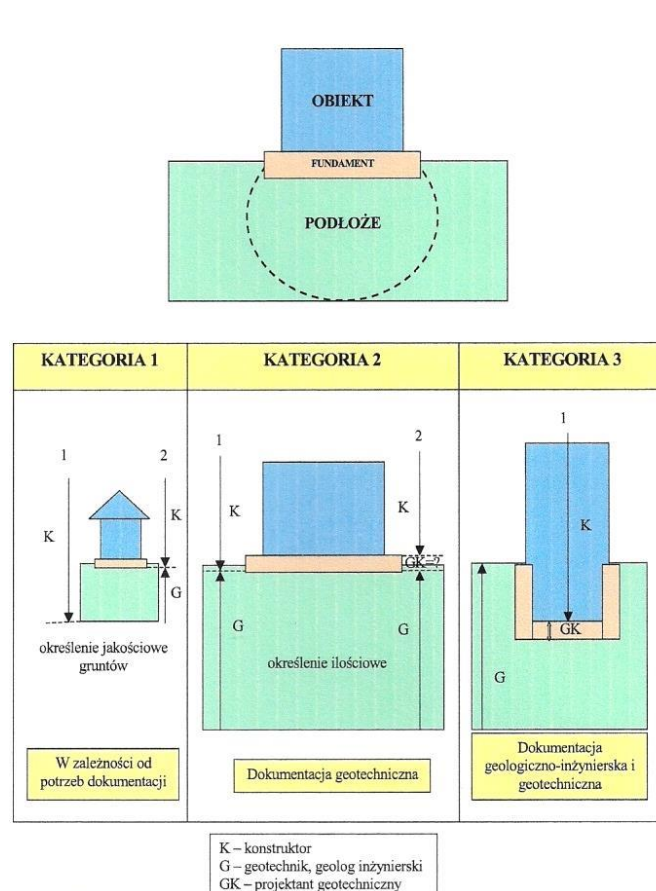 OBIEKT
FUNDAMENT
PODŁOŻE
KATEGORIA 1
KATEGORIA 2
KATEGORIA 3
1
2
K
K
G
określenie jakościowe
gruntów
W zależności od
potrzeb dokumentacji
1
2
K
K
GK=?
G
G
określenie ilościowe
Dokumentacja geotechniczna
1
K
GK
G
Dokumentacja
geologiczno-inżynierska i
geotechniczna
K – konstruktor
G – geotechnik, geolog inżynierski
GK – projektant geotechniczny